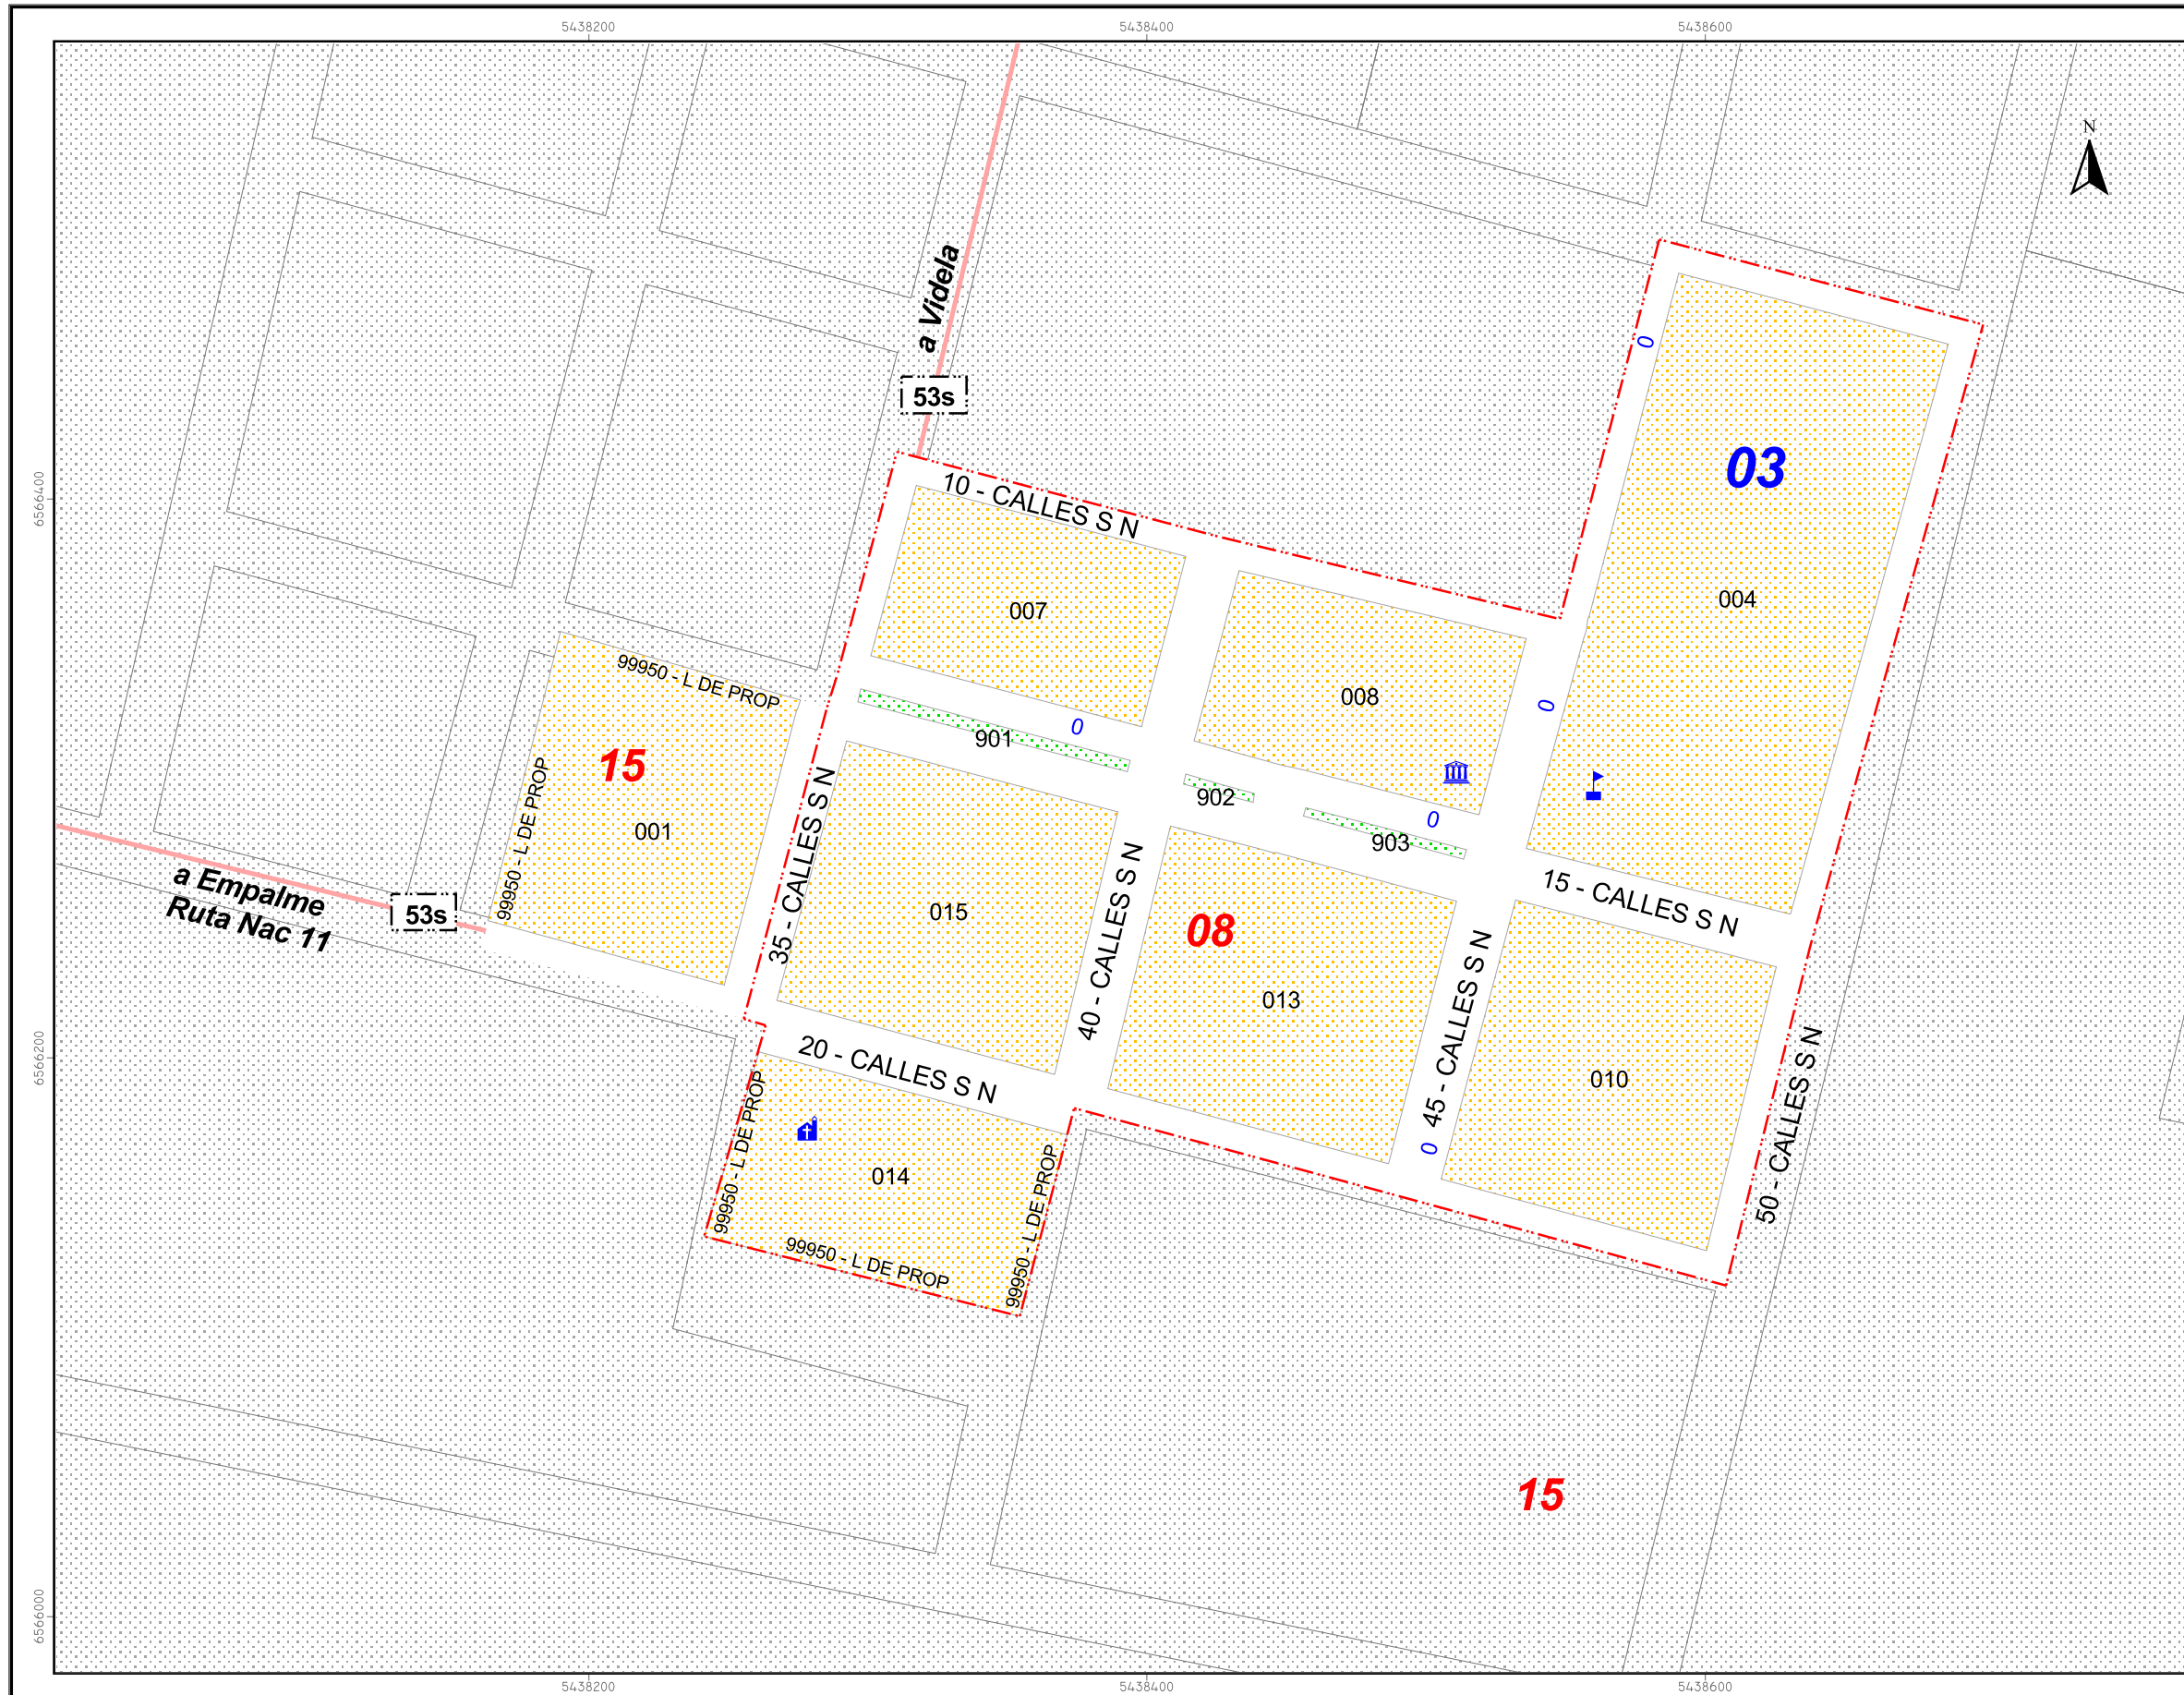 5438200
5438400
5438600
N
a Videla
53s
03
6566400
10 - CALLES S N
0
007
004
99950 - L DE PROP
008
0
0
901
15
902
99950 - L DE PROP
001
0
903
35 - CALLES S N
a Empalme
Ruta Nac 11
53s
015
40 - CALLES S N
08
15 - CALLES S N
013
45 - CALLES S N
010
6566200
20 - CALLES S N
50 - CALLES S N
0
99950 - L DE PROP
014
99950 - L DE PROP
99950 - L DE PROP
15
6566000
5438200
5438400
5438600